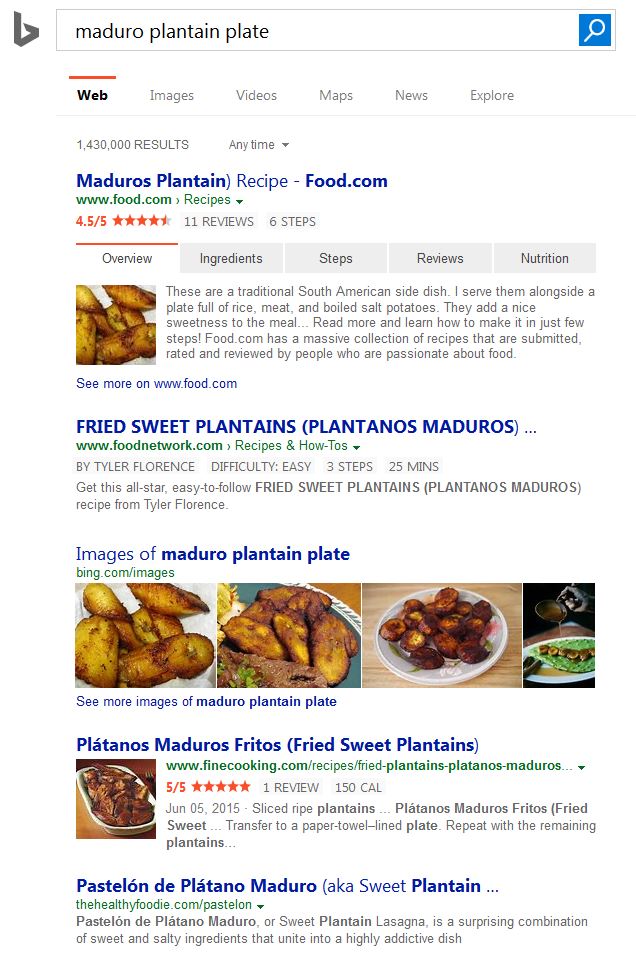 maduro plantain plate
Web Images Videos Maps News Explore
1,430,000 RESULTS Any time
Maduros Plantain) Recipe - Food.com
www.food.com › Recipes
4.5/5 11 REVIEWS 6 STEPS
Overview Ingredients Steps Reviews Nutrition
These are a traditional South American side dish. I serve them alongside a
plate full of rice, meat, and boiled salt potatoes. They add a nice
sweetness to the meal... Read more and learn how to make it in just few
steps! Food.com has a massive collection of recipes that are submitted,
rated and reviewed by people who are passionate about food.
See more on www.food.com
FRIED SWEET PLANTAINS (PLANTANOS MADUROS) ...
www.foodnetwork.com › Recipes & How-Tos
BY TYLER FLORENCE DIFFICULTY: EASY 3 STEPS 25 MINS
Get this all-star, easy-to-follow FRIED SWEET PLANTAINS (PLANTANOS MADUROS)
recipe from Tyler Florence.
Images of maduro plantain plate
bing.com/images
See more images of maduro plantain plate
Plátanos Maduros Fritos (Fried Sweet Plantains)
www.finecooking.com/recipes/fried-plantains-platanos-maduros...
5/5 1 REVIEW 150 CAL
Jun 05, 2015 · Sliced ripe plantains ... Plátanos Maduros Fritos (Fried
Sweet ... Transfer to a paper-towel–lined plate. Repeat with the remaining
plantains...
Pastelón de Plátano Maduro (aka Sweet Plantain ...
thehealthyfoodie.com/pastelon
Pastelón de Plátano Maduro, or Sweet Plantain Lasagna, is a surprising combination
of sweet and salty ingredients that unite into a highly addictive dish